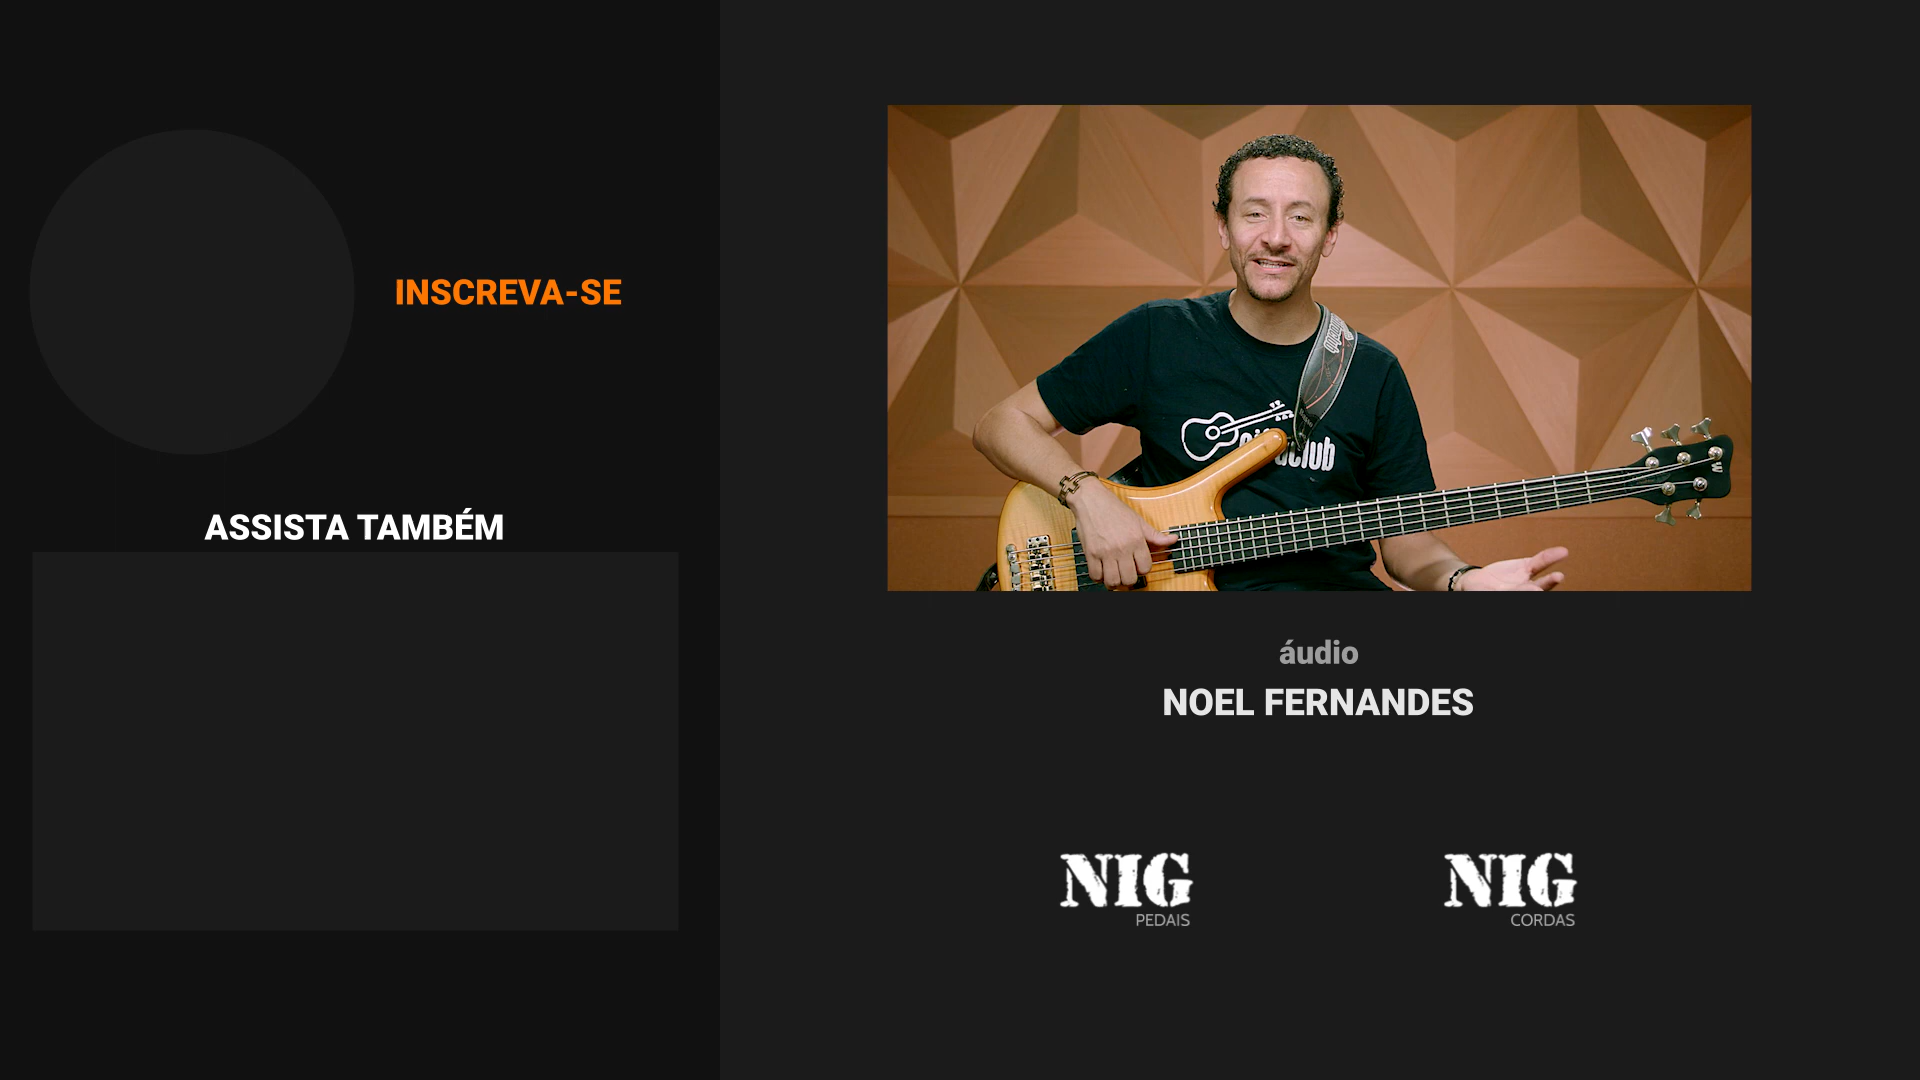 INSCREVA-SE
ASSISTA TAMBÉM
áudio
NOEL FERNANDES
NIG
PEDAIS
NIG
CORDAS
W